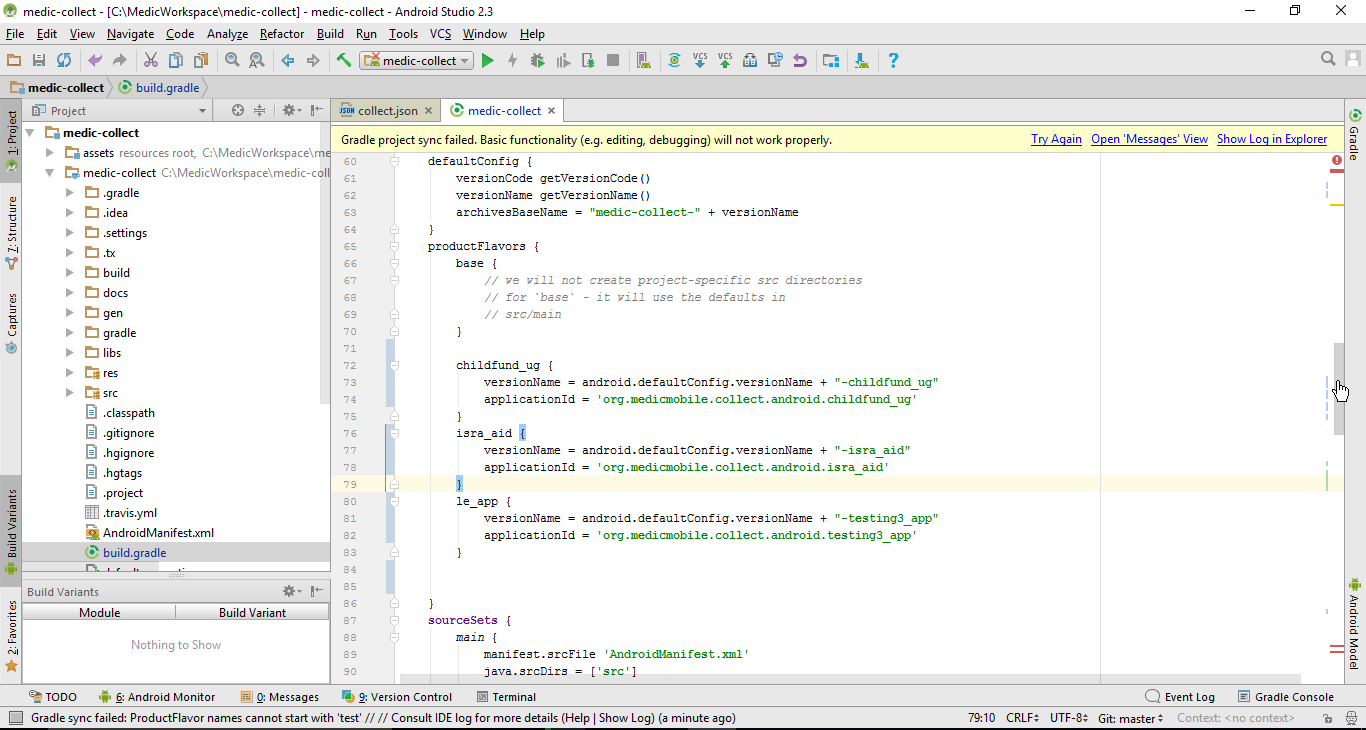 medic-collect - [C:\MedicWorkspace\medic-collect] - medic-collect - Android Studio 2.3
File Edit View Navigate Code Analyze Refactor Build Run Tools VCS Window Help
medic-collect VCS VCS ?
medic-collect build.gradle
Project
collect.json
medic-collect
Gradle project sync failed. Basic functionality (e.g. editing, debugging) will not work properly. Try Again Open 'Messages' View Show Log in Explorer
1: Project
7: Structure
Captures
Build Variants
2: Favorites
medic-collect
assets resources root, C:\MedicWorkspace\me
medic-collect C:\MedicWorkspace\medic-coll
.gradle
.idea
.settings
.tx
build
docs
gen
gradle
libs
res
src
.classpath
.gitignore
.hgignore
.hgtags
.project
.travis.yml
AndroidManifest.xml
build.gradle
Build Variants
Module Build Variant
Nothing to Show
60 defaultConfig {
61 versionCode getVersionCode()
62 versionName getVersionName()
63 archivesBaseName = "medic-collect-" + versionName
64 }
65 productFlavors {
66 base {
67 // we will not create project-specific src directories
68 // for `base` - it will use the defaults in
69 // src/main
70 }
71
72 childfund_ug {
73 versionName = android.defaultConfig.versionName + "-childfund_ug"
74 applicationId = 'org.medicmobile.collect.android.childfund_ug'
75 }
76 isra_aid {
77 versionName = android.defaultConfig.versionName + "-isra_aid"
78 applicationId = 'org.medicmobile.collect.android.isra_aid'
79 }
80 le_app {
81 versionName = android.defaultConfig.versionName + "-testing3_app"
82 applicationId = 'org.medicmobile.collect.android.testing3_app'
83 }
84
85
86 }
87 sourceSets {
88 main {
89 manifest.srcFile 'AndroidManifest.xml'
90 java.srcDirs = ['src']
Gradle
Android Model
TODO 6: Android Monitor 0: Messages 9: Version Control Terminal Event Log Gradle Console
Gradle sync failed: ProductFlavor names cannot start with 'test' // // Consult IDE log for more details (Help | Show Log) (a minute ago) 79:10 CRLF UTF-8 Git: master Context: <no context>